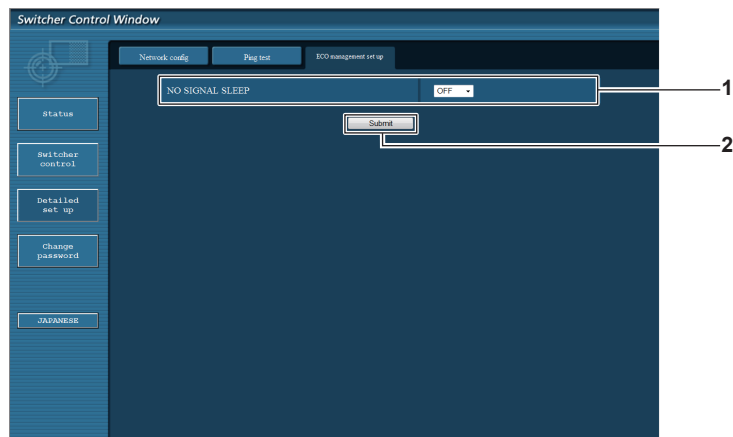 Switcher Control Window
Network config
Ping test
ECO management set up
NO SIGNAL SLEEP
OFF
1
Submit
2
Status
Switcher
control
Detailed
set up
Change
password
JAPANESE